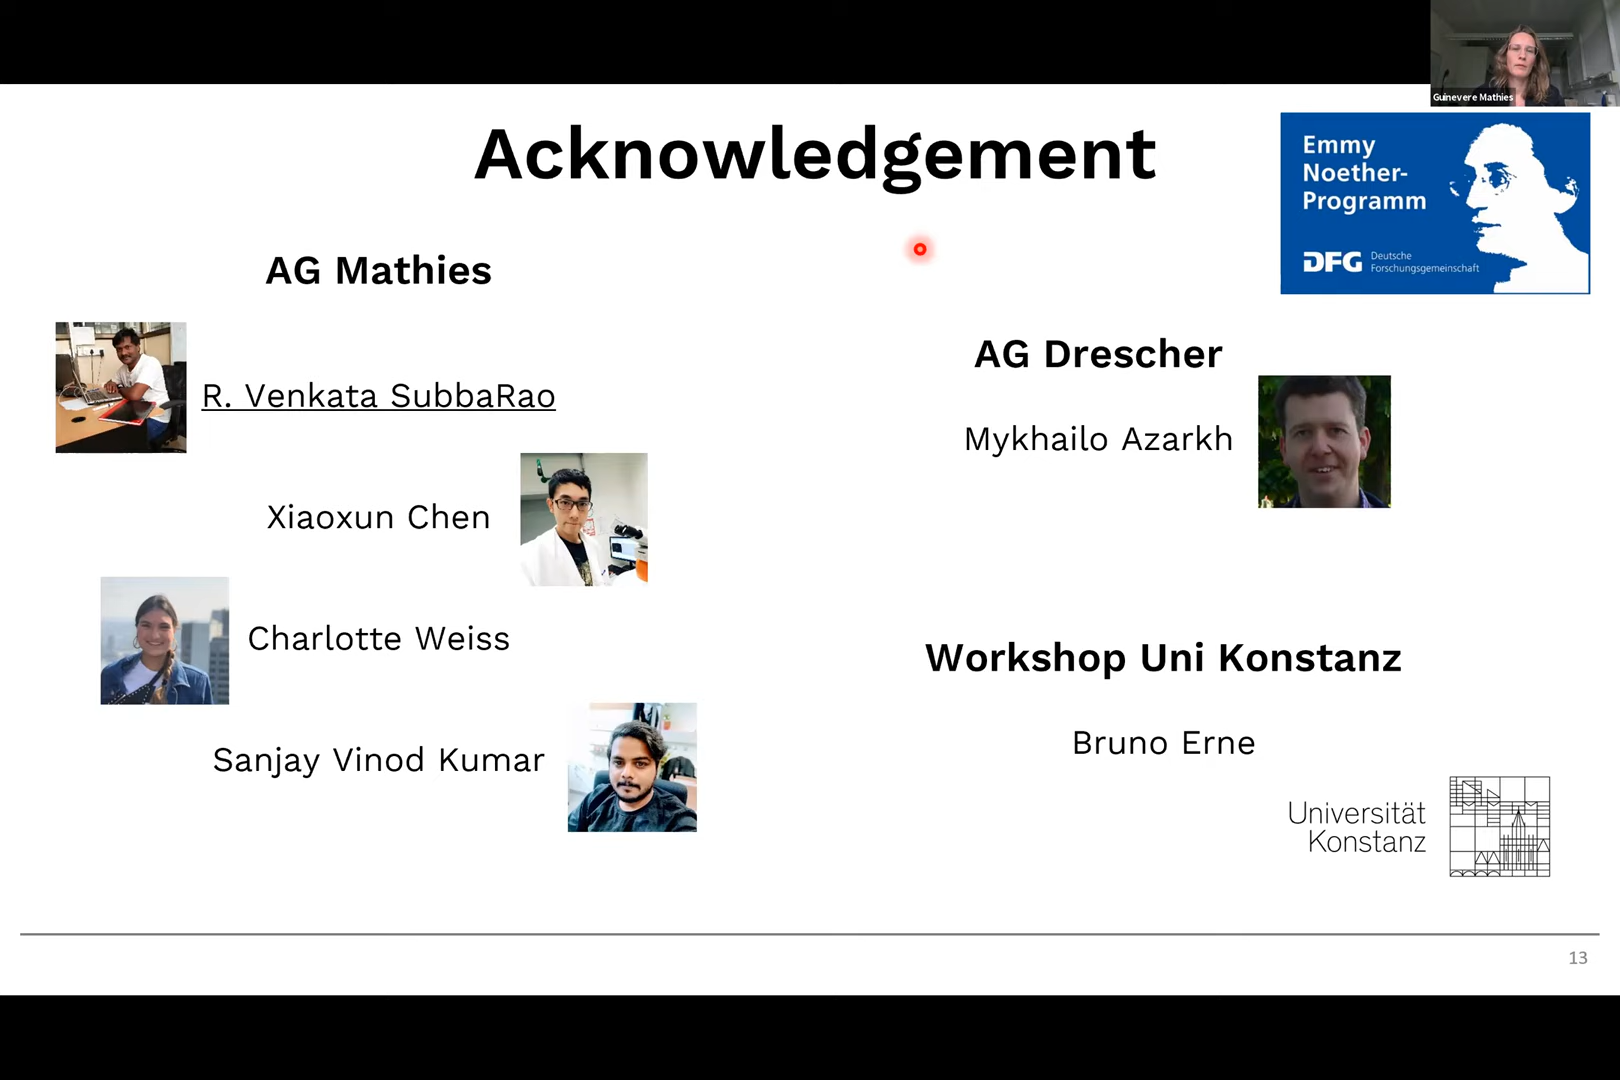 Guinevere Mathies
Acknowledgement
Emmy
Noether-
Programm
DFG Deutsche
Forschungsgemeinschaft
AG Mathies
R. Venkata SubbaRao
Xiaoxun Chen
Charlotte Weiss
Sanjay Vinod Kumar
AG Drescher
Mykhailo Azarkh
Workshop Uni Konstanz
Bruno Erne
Universität
Konstanz
13